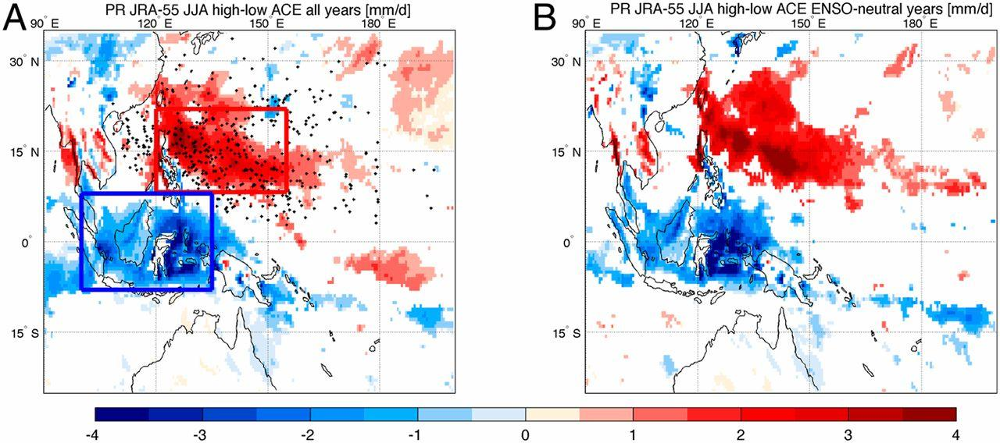 A
PR JRA-55 JJA high-low ACE all years [mm/d]
90° E 120° E 150° E 180° E
30° N
15° N
0°
15° S
B
PR JRA-55 JJA high-low ACE ENSO-neutral years [mm/d]
90° E 120° E 150° E 180° E
30° N
15° N
0°
15° S
-4 -3 -2 -1 0 1 2 3 4